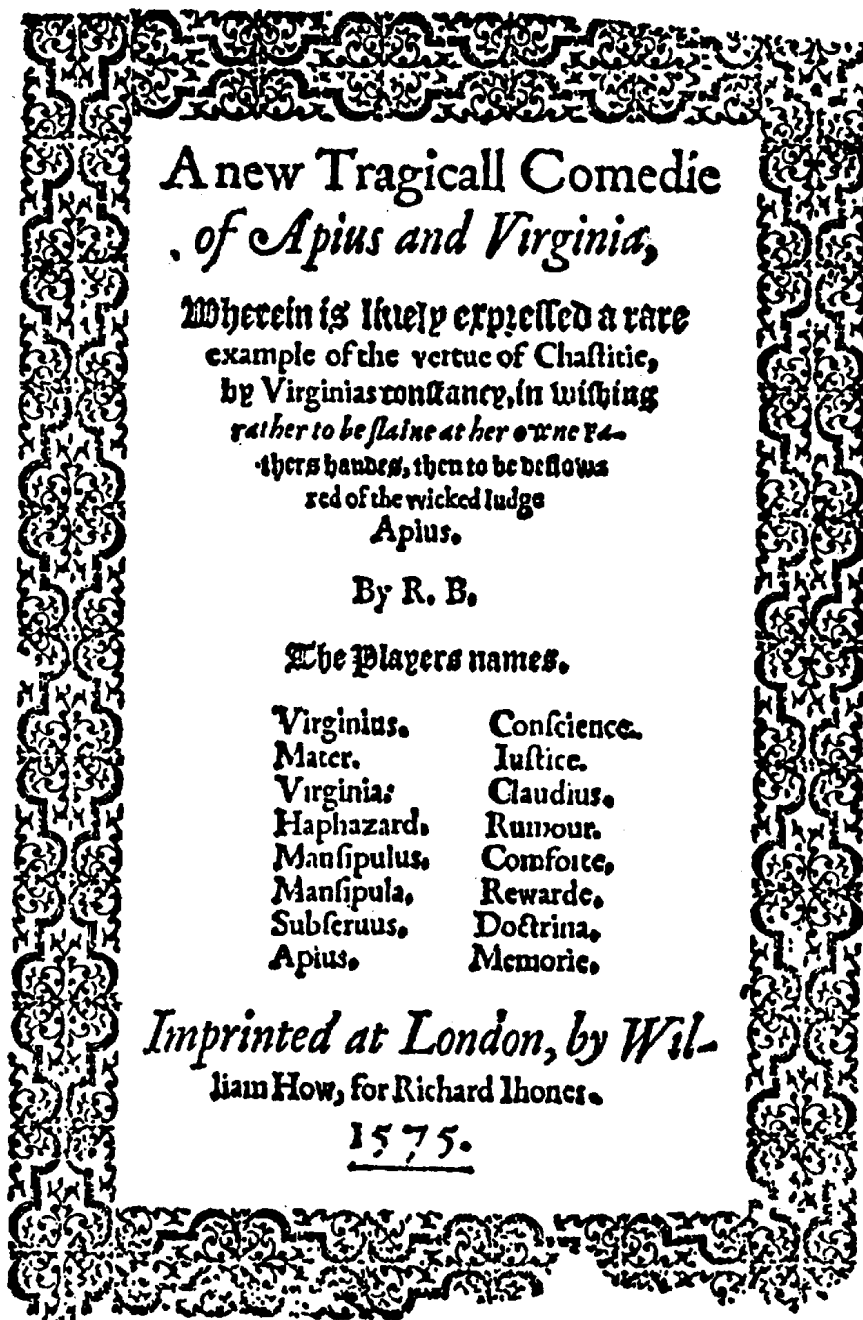 A new Tragicall Comedie
of Apius and Virginia,
Wherein is liuely expressed a rare
example of the vertue of Chastitie,
by Virginias constancy, in wishing
rather to be slaine at her owne Fa-
thers handes, then to be deflowa
red of the wicked Iudge
Apius.
By R. B.
The Players names.
Virginius. Conscience.
Mater. Iustice.
Virginia: Claudius.
Haphazard. Rumour.
Mansipulus. Comforte,
Mansipula, Rewarde.
Subseruus. Doctrina.
Apius. Memorie.
Imprinted at London, by Wil-
liam How, for Richard Ihones.
1575.